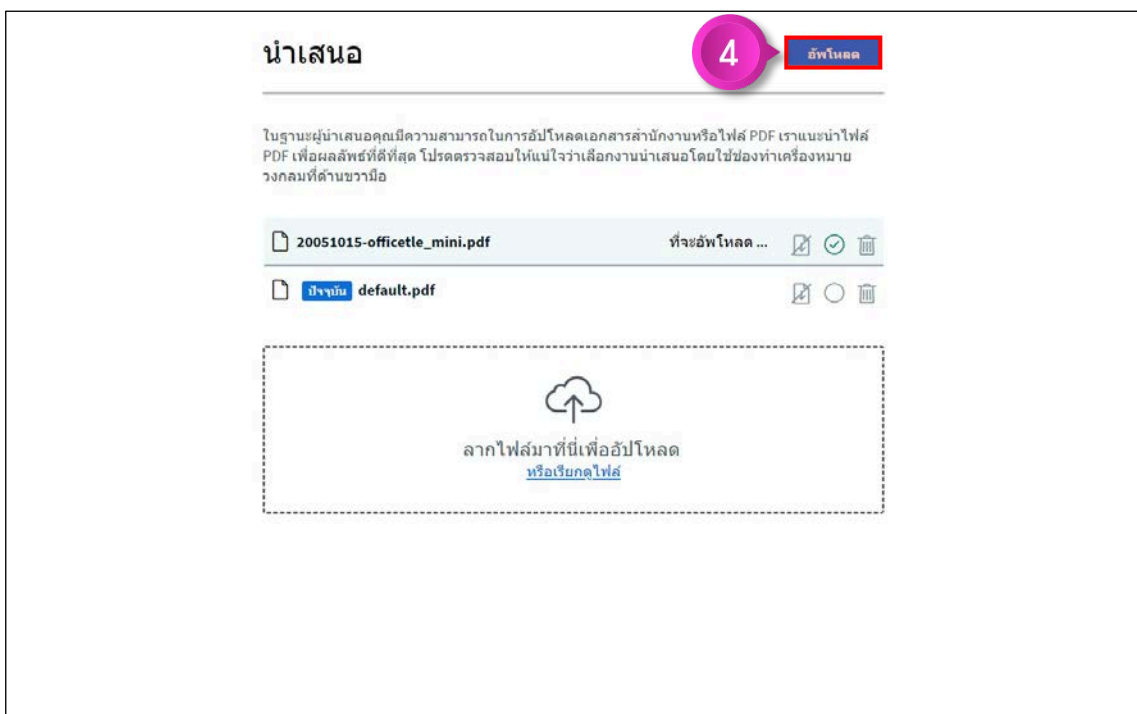 นำเสนอ
4
อัพโหลด
ในฐานะผู้นำเสนอคุณมีความสามารถในการอัปโหลดเอกสารสำนักงานหรือไฟล์ PDF เราแนะนำไฟล์
PDF เพื่อผลลัพธ์ที่ดีที่สุด โปรดตรวจสอบให้แน่ใจว่าเลือกงานนำเสนอโดยใช้ช่องทำเครื่องหมาย
วงกลมที่ด้านขวามือ
20051015-officetle_mini.pdf ที่จะอัพโหลด ...
ปัจจุบัน default.pdf
ลากไฟล์มาที่นี่เพื่ออัปโหลด
หรือเรียกดูไฟล์